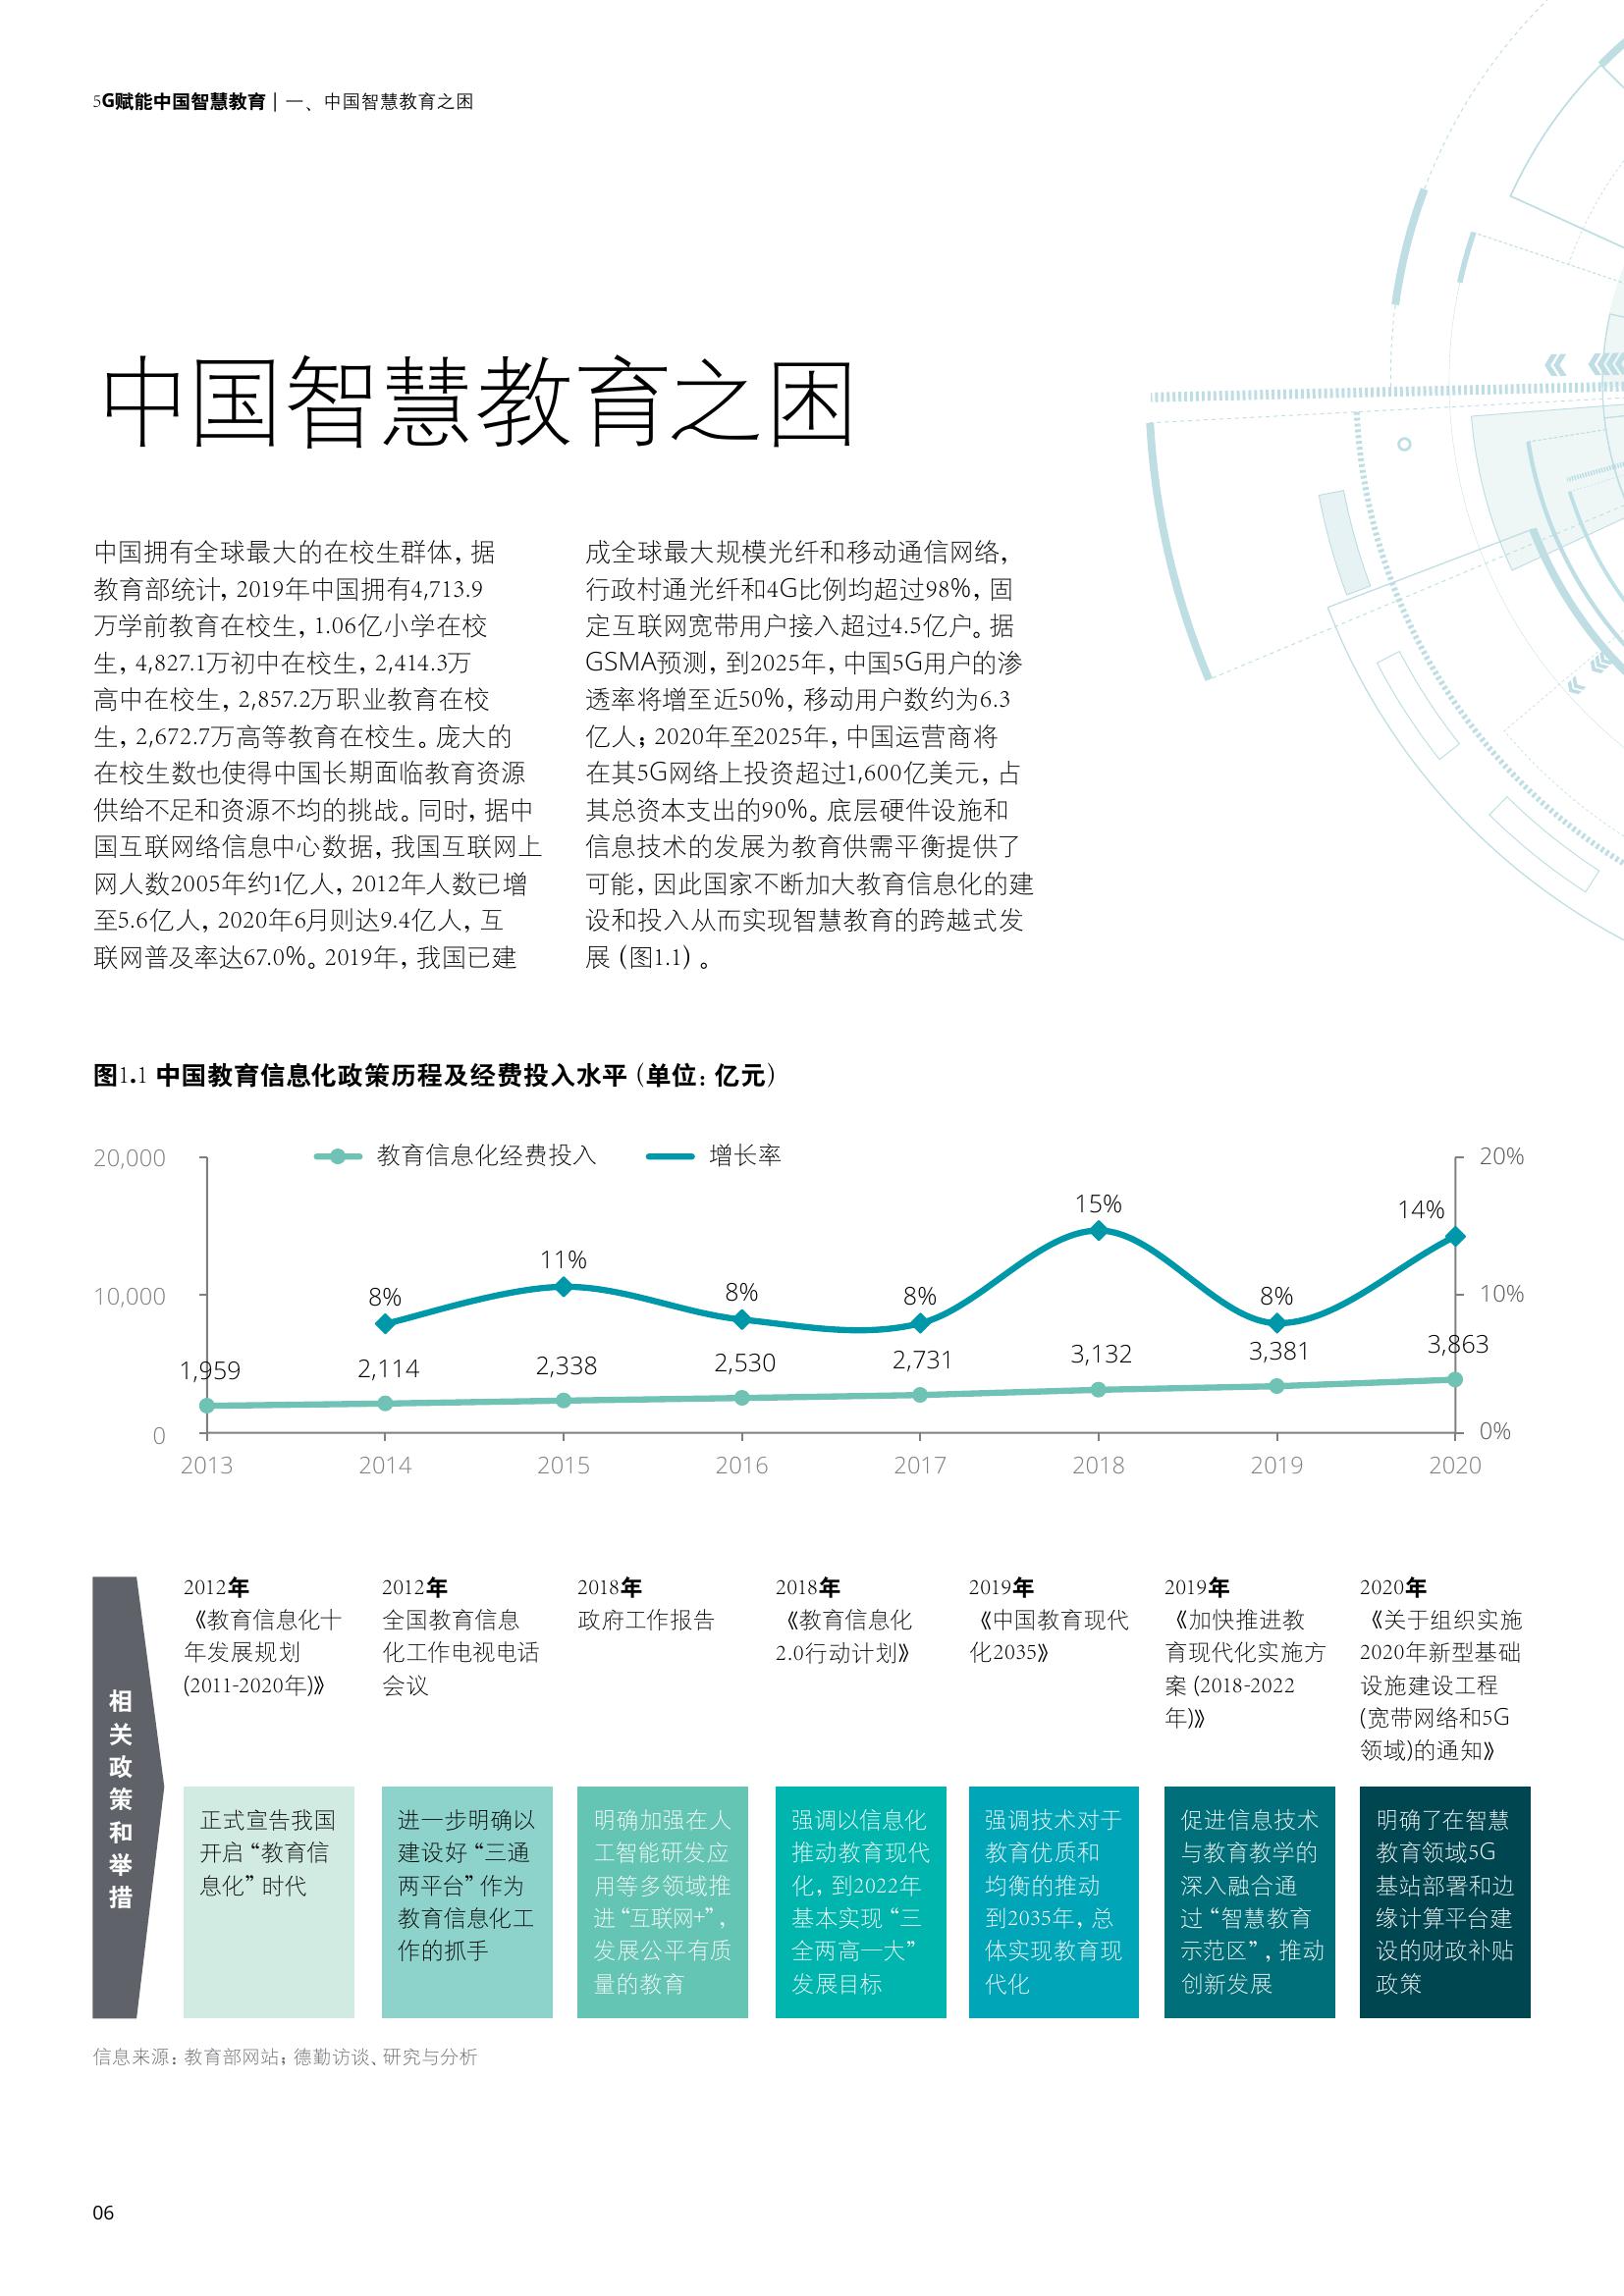 5G赋能中国智慧教育 | 一、中国智慧教育之困
中国智慧教育之困
中国拥有全球最大的在校生群体，据
教育部统计，2019年中国拥有4,713.9
万学前教育在校生，1.06亿小学在校
生，4,827.1万初中在校生，2,414.3万
高中在校生，2,857.2万职业教育在校
生，2,672.7万高等教育在校生。庞大的
在校生数也使得中国长期面临教育资源
供给不足和资源不均的挑战。同时，据中
国互联网络信息中心数据，我国互联网上
网人数2005年约1亿人，2012年人数已增
至5.6亿人，2020年6月则达9.4亿人，互
联网普及率达67.0%。2019年，我国已建
成全球最大规模光纤和移动通信网络，
行政村通光纤和4G比例均超过98%，固
定互联网宽带用户接入超过4.5亿户。据
GSMA预测，到2025年，中国5G用户的渗
透率将增至近50%，移动用户数约为6.3
亿人；2020年至2025年，中国运营商将
在其5G网络上投资超过1,600亿美元，占
其总资本支出的90%。底层硬件设施和
信息技术的发展为教育供需平衡提供了
可能，因此国家不断加大教育信息化的建
设和投入从而实现智慧教育的跨越式发
展（图1.1）。
图1.1 中国教育信息化政策历程及经费投入水平（单位：亿元）
教育信息化经费投入 增长率
20,000
10,000
0
20%
10%
0%
8% 11% 8% 8% 15% 8% 14%
1,959 2,114 2,338 2,530 2,731 3,132 3,381 3,863
2013 2014 2015 2016 2017 2018 2019 2020
相关政策和举措
2012年
《教育信息化十
年发展规划
(2011-2020年)》
正式宣告我国
开启“教育信
息化”时代
2012年
全国教育信息
化工作电视电话
会议
进一步明确以
建设好“三通
两平台”作为
教育信息化工
作的抓手
2018年
政府工作报告
明确加强在人
工智能研发应
用等多领域推
进“互联网+”，
发展公平有质
量的教育
2018年
《教育信息化
2.0行动计划》
强调以信息化
推动教育现代
化，到2022年
基本实现“三
全两高一大”
发展目标
2019年
《中国教育现代
化2035》
强调技术对于
教育优质和
均衡的推动
到2035年，总
体实现教育现
代化
2019年
《加快推进教
育现代化实施方
案 (2018-2022
年)》
促进信息技术
与教育教学的
深入融合通
过“智慧教育
示范区”，推动
创新发展
2020年
《关于组织实施
2020年新型基础
设施建设工程
(宽带网络和5G
领域)的通知》
明确了在智慧
教育领域5G
基站部署和边
缘计算平台建
设的财政补贴
政策
信息来源：教育部网站；德勤访谈、研究与分析
06